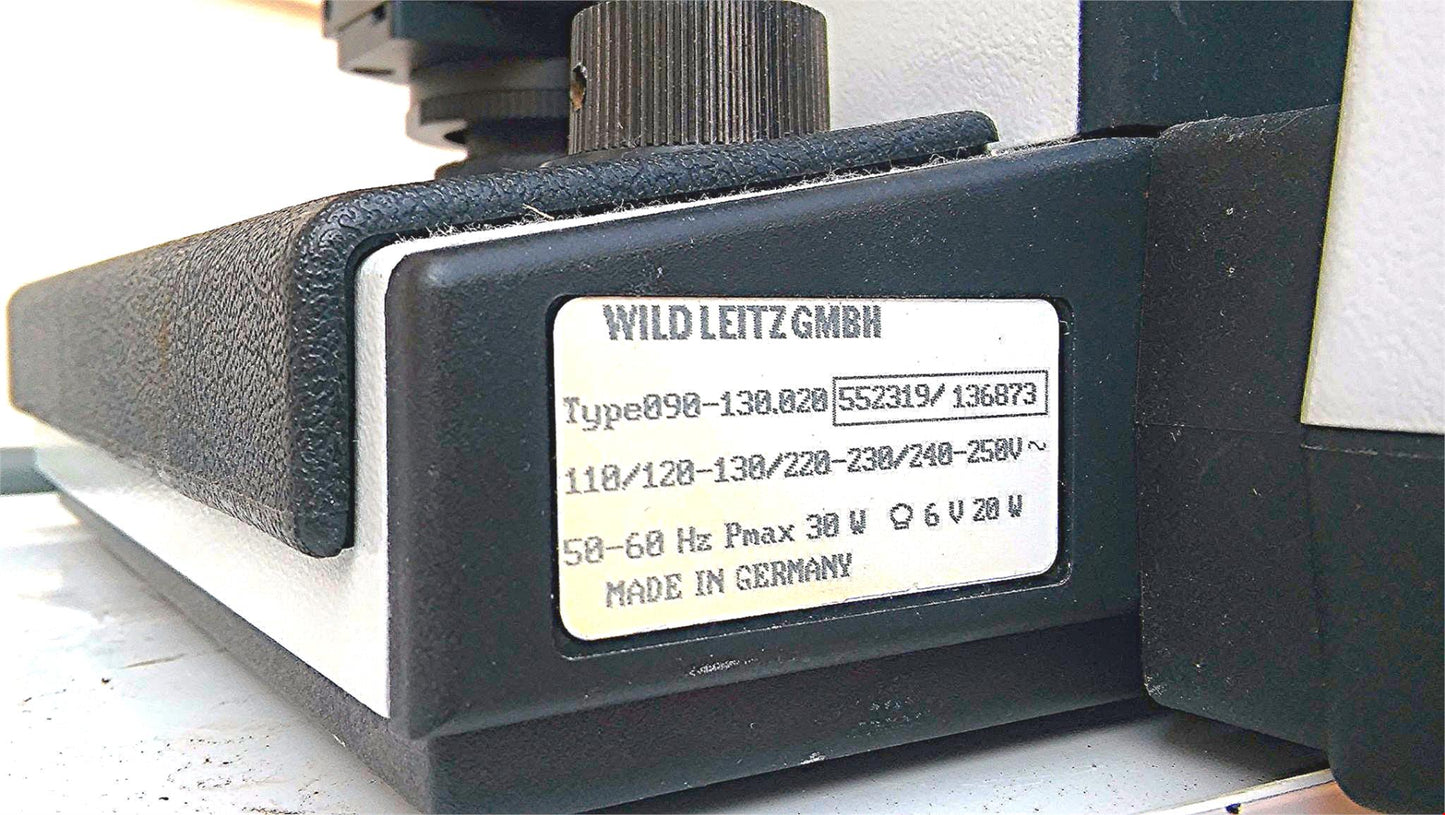 WILD LEITZ GMBH
Type090-130.020 552319/136873
110/120-130/220-230/240-250V~
50-60 Hz Pmax 30 W 6 V 20 W
MADE IN GERMANY